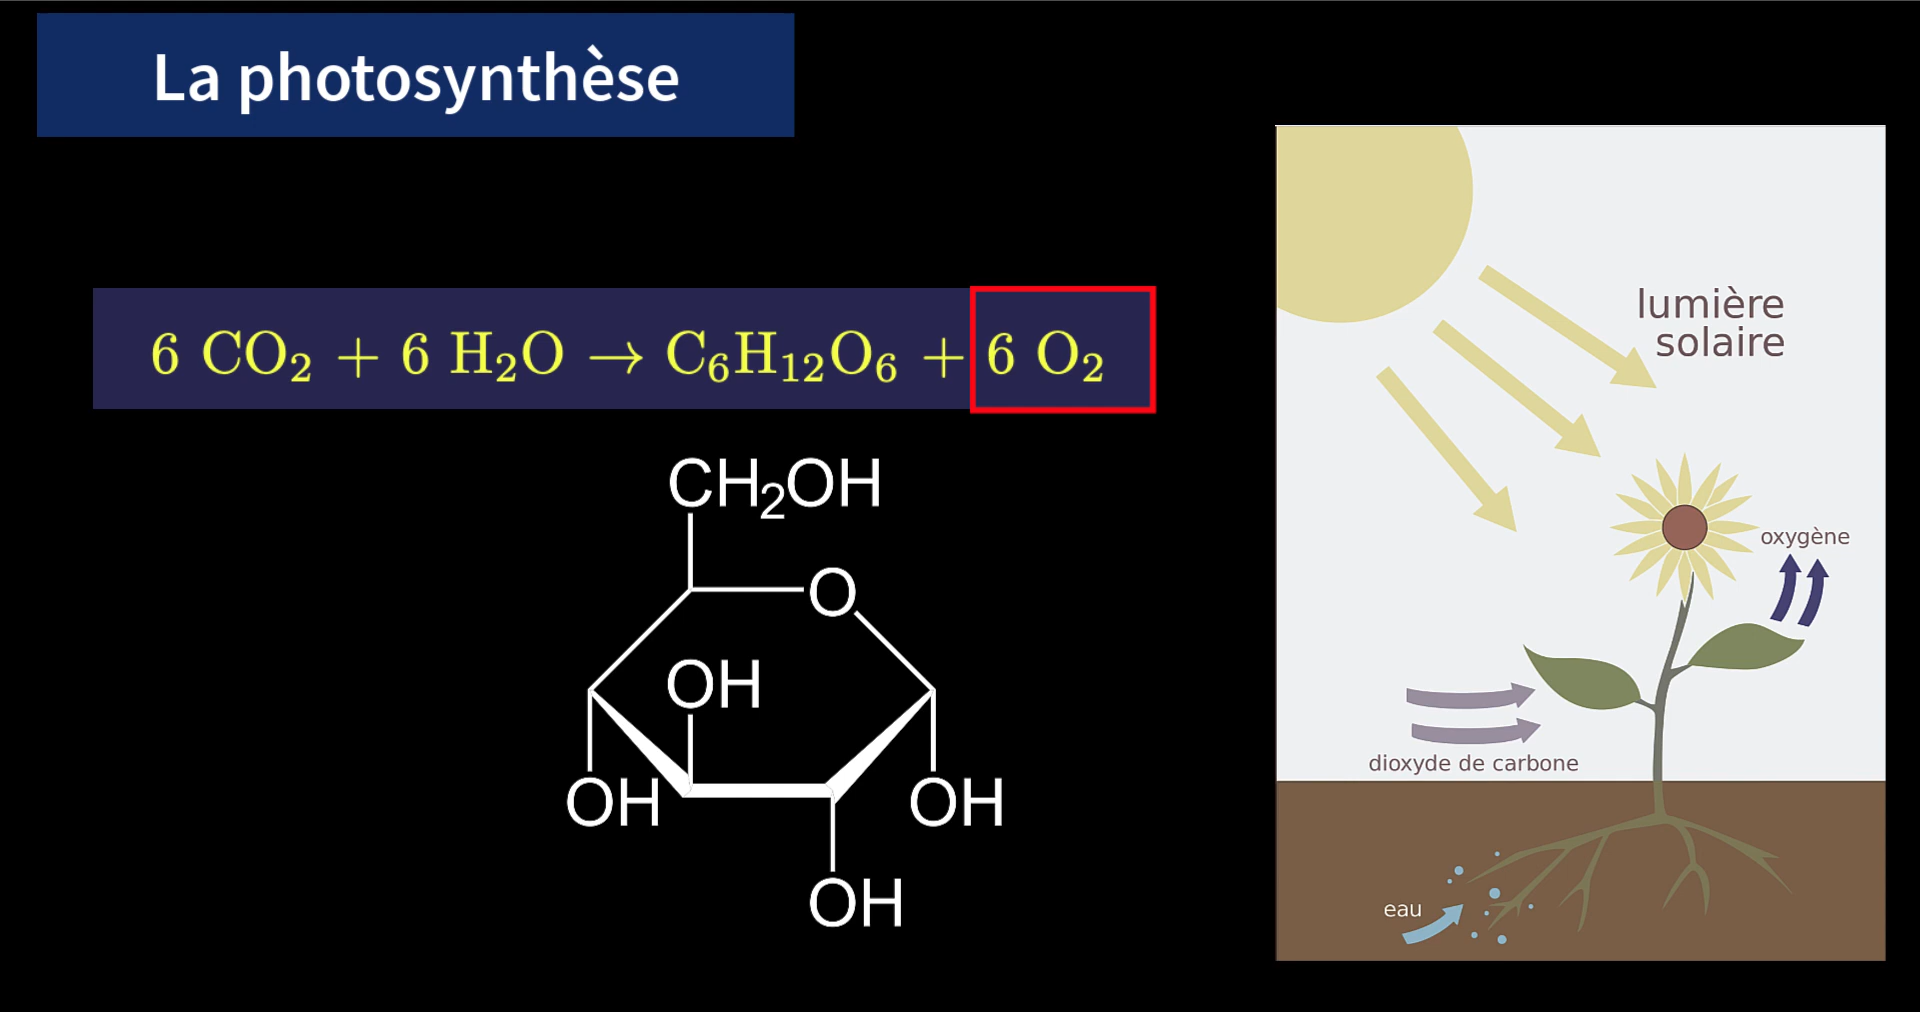 La photosynthèse
6 CO₂ + 6 H₂O → C₆H₁₂O₆ + 6 O₂
CH₂OH
O
OH
OH
OH
OH
lumière
solaire
oxygène
dioxyde de carbone
eau